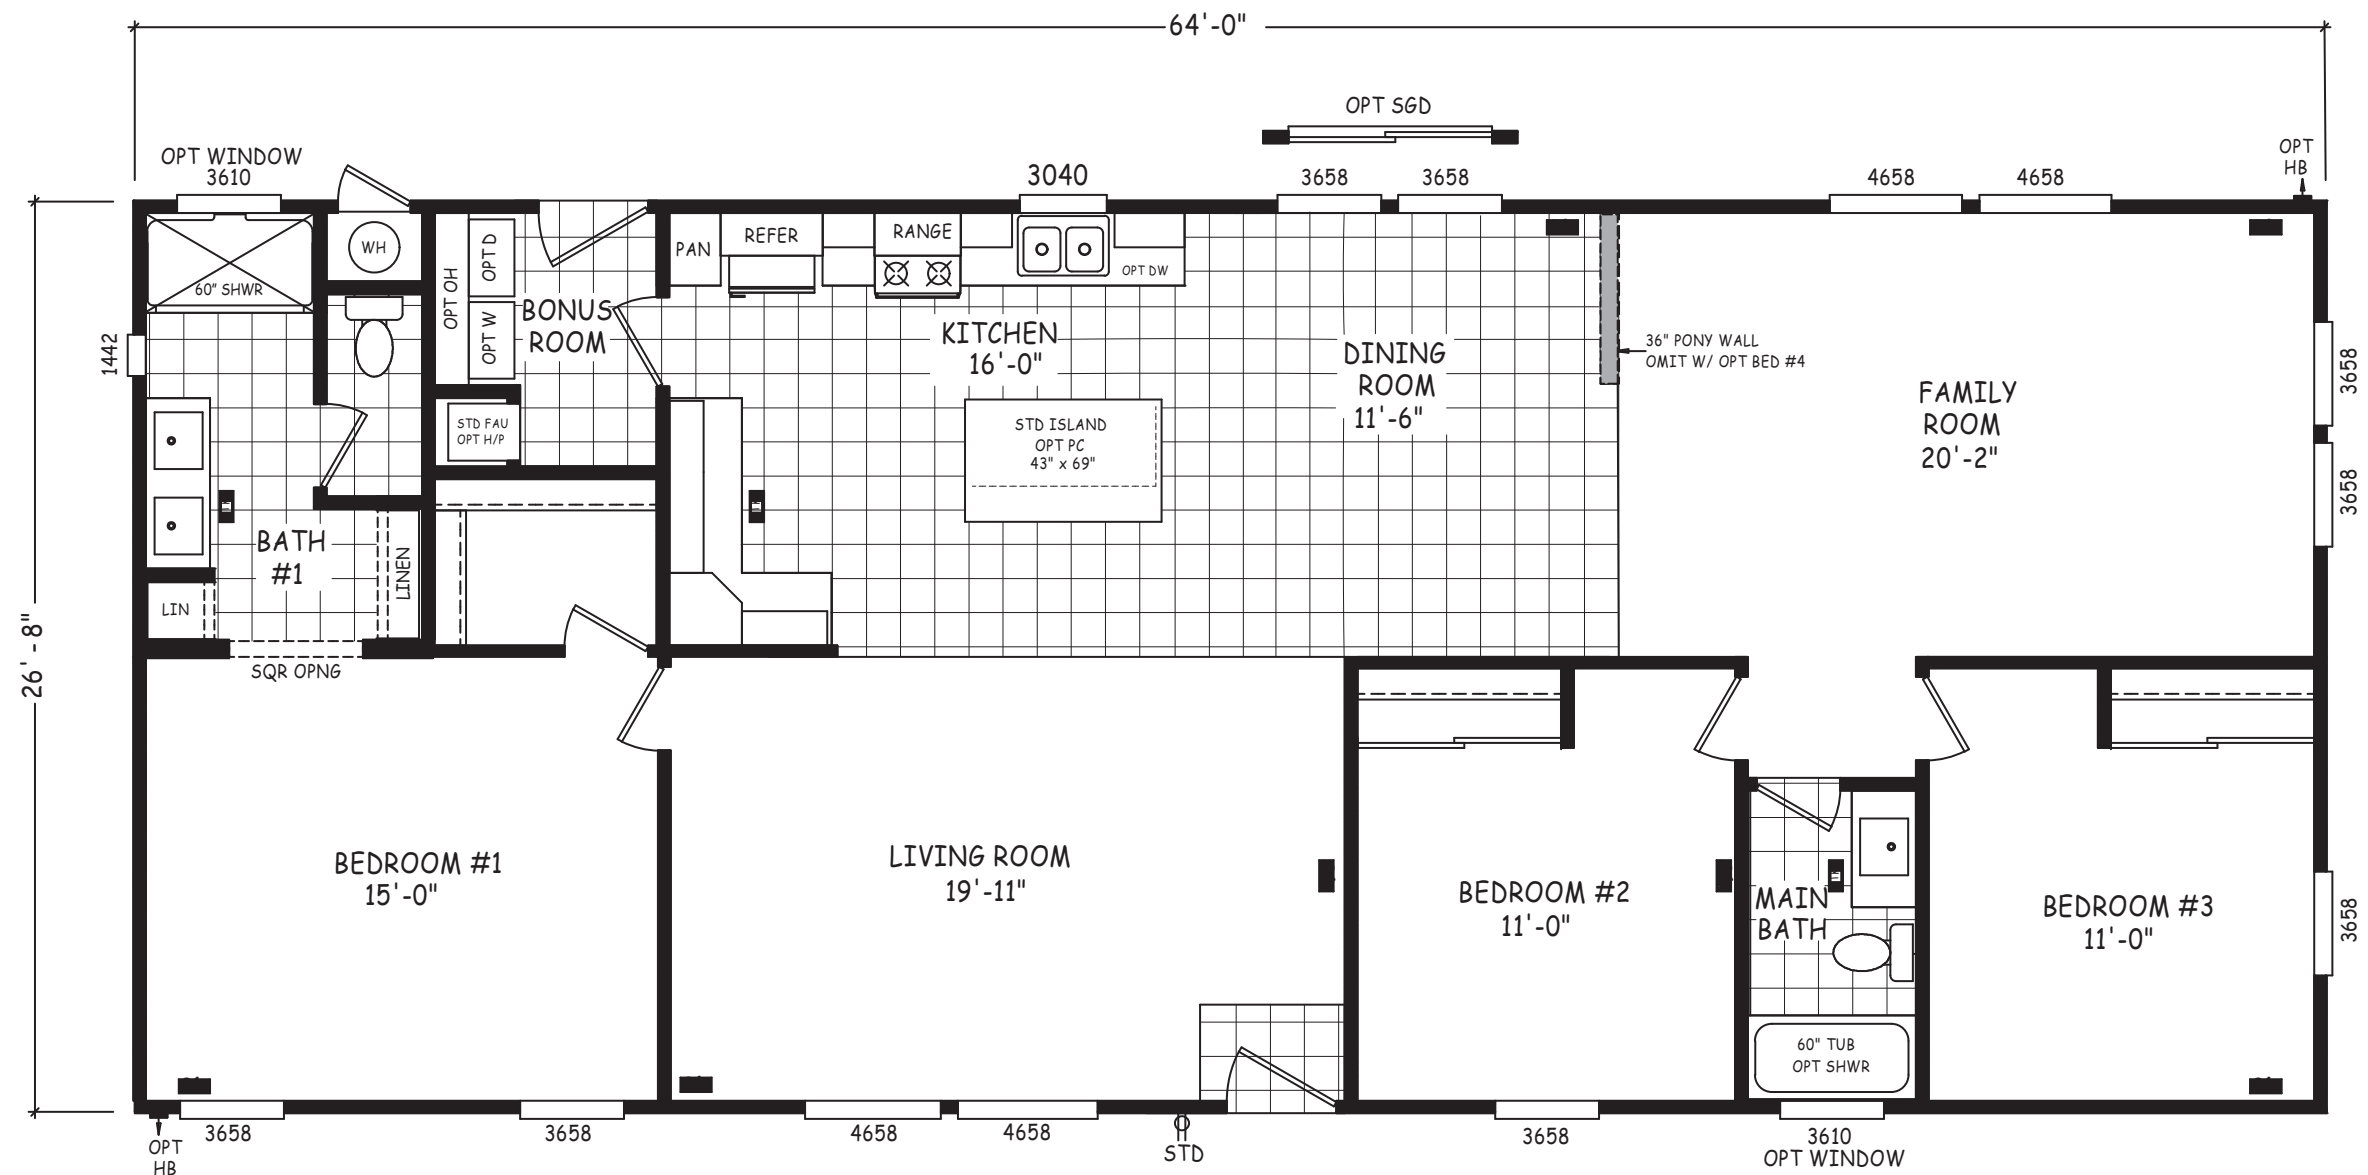 64'-0"
OPT SGD
OPT WINDOW
3610
3040
3658
3658
4658
4658
OPT
HB
26'-8"
1442
60" SHWR
WH
OPT OH
OPT D
OPT W
BONUS
ROOM
PAN
REFER
RANGE
OPT DW
KITCHEN
16'-0"
DINING
ROOM
11'-6"
36" PONY WALL
OMIT W/ OPT BED #4
FAMILY
ROOM
20'-2"
3658
3658
STD FAU
OPT H/P
STD ISLAND
OPT PC
43" x 69"
BATH
#1
LINEN
LIN
SQR OPNG
BEDROOM #1
15'-0"
LIVING ROOM
19'-11"
BEDROOM #2
11'-0"
MAIN
BATH
BEDROOM #3
11'-0"
3658
60" TUB
OPT SHWR
OPT
HB
3658
3658
4658
4658
STD
3658
3610
OPT WINDOW